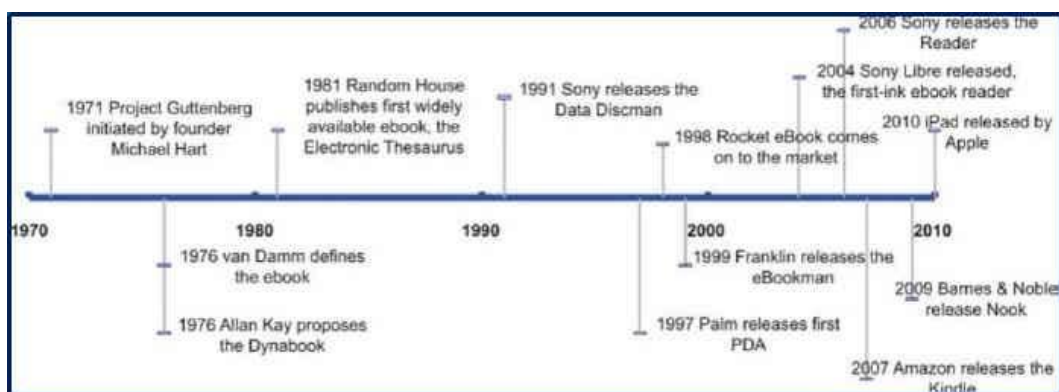 2006 Sony releases the
Reader
2004 Sony Libre released,
the first-ink ebook reader
1971 Project Guttenberg
initiated by founder
Michael Hart
1981 Random House
publishes first widely
available ebook, the
Electronic Thesaurus
1991 Sony releases the
Data Discman
1998 Rocket eBook comes
on to the market
2010 iPad released by
Apple
1970
1980
1990
2000
2010
1976 van Damm defines
the ebook
1976 Allan Kay proposes
the Dynabook
1999 Franklin releases the
eBookman
1997 Palm releases first
PDA
2009 Barnes & Nobles
release Nook
2007 Amazon releases the
Kindle